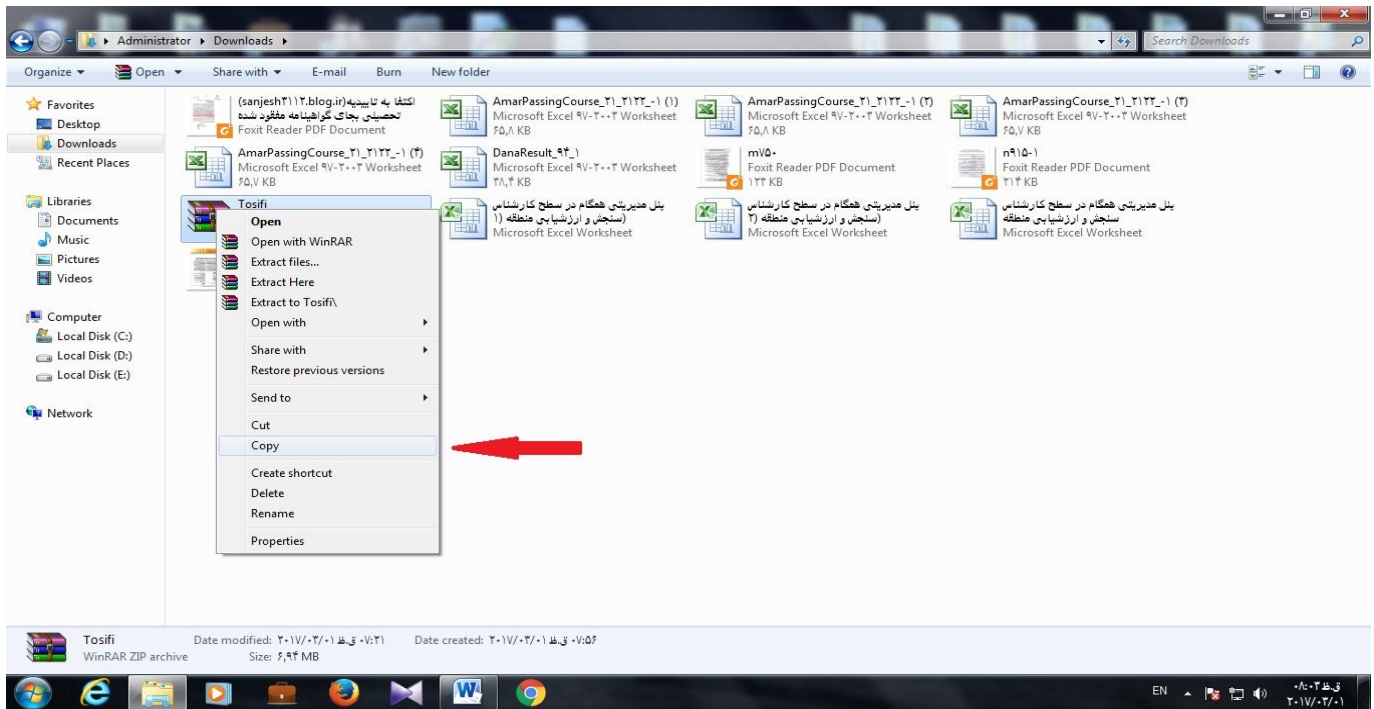 Administrator ▸ Downloads ▸
Search Downloads
Organize
Open
Share with
E-mail
Burn
New folder
Favorites
Desktop
Downloads
Recent Places
Libraries
Documents
Music
Pictures
Videos
Computer
Local Disk (C:)
Local Disk (D:)
Local Disk (E:)
Network
(sanjesh۳۱۱۲.blog.ir)اکتفا به تاییدیه
تحصیلی بجای گواهینامه مفقود شده
Foxit Reader PDF Document
AmarPassingCourse_۲۱_۲۱۲۲_-۱ (۱)
Microsoft Excel ۹۷-۲۰۰۳ Worksheet
۶۵,۸ KB
AmarPassingCourse_۲۱_۲۱۲۲_-۱ (۲)
Microsoft Excel ۹۷-۲۰۰۳ Worksheet
۶۵,۸ KB
AmarPassingCourse_۲۱_۲۱۲۲_-۱ (۳)
Microsoft Excel ۹۷-۲۰۰۳ Worksheet
۶۵,۷ KB
AmarPassingCourse_۲۱_۲۱۲۲_-۱ (۴)
Microsoft Excel ۹۷-۲۰۰۳ Worksheet
۶۵,۷ KB
DanaResult_۹۴_۱
Microsoft Excel ۹۷-۲۰۰۳ Worksheet
KB
m۷۵۰
Foxit Reader PDF Document
KB
n۹۱۵-۱
Foxit Reader PDF Document
۲۱۴ KB
Tosifi
پنل مدیریتی همگام در سطح کارشناس
(سنجش و ارزشیابی منطقه (۱
Microsoft Excel Worksheet
پنل مدیریتی همگام در سطح کارشناس
(سنجش و ارزشیابی منطقه (۲
Microsoft Excel Worksheet
پنل مدیریتی همگام در سطح کارشناس
سنجش و ارزشیابی منطقه
Microsoft Excel Worksheet
Open
Open with WinRAR
Extract files...
Extract Here
Extract to Tosifi\
Open with
Share with
Restore previous versions
Send to
Cut
Copy
Create shortcut
Delete
Rename
Properties
Tosifi
Date modified: ۲۰۱۷/۰۳/۰۱ ق.ظ ۰۷:۳۱
Date created: ۲۰۱۷/۰۳/۰۱ ق.ظ ۰۷:۵۶
WinRAR ZIP archive
Size: ۶,۹۴ MB
EN
ق.ظ ۰۸:۰۳
۲۰۱۷/۰۳/۰۱